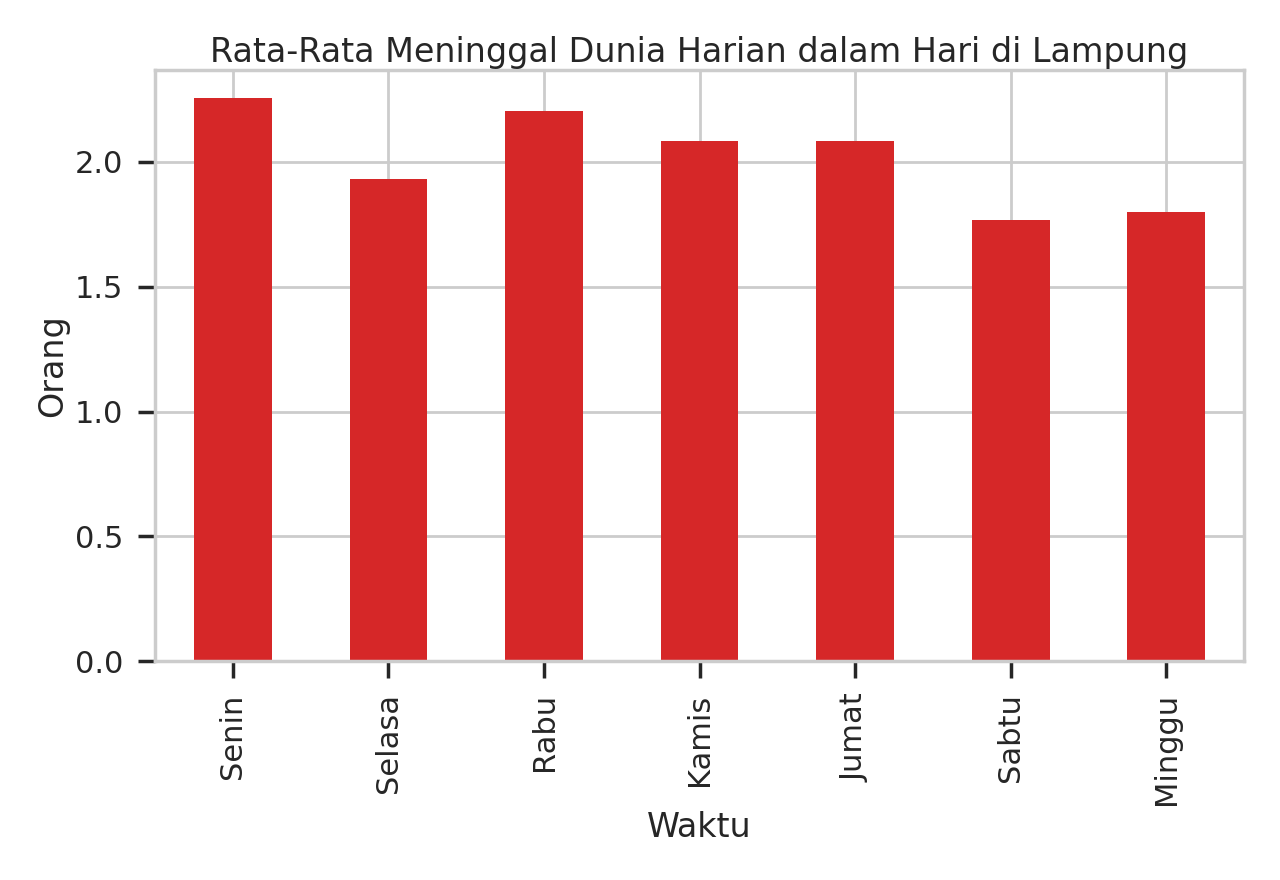 Rata-Rata Meninggal Dunia Harian dalam Hari di Lampung
Orang
2.0
1.5
1.0
0.5
0.0
Senin
Selasa
Rabu
Kamis
Jumat
Sabtu
Minggu
Waktu